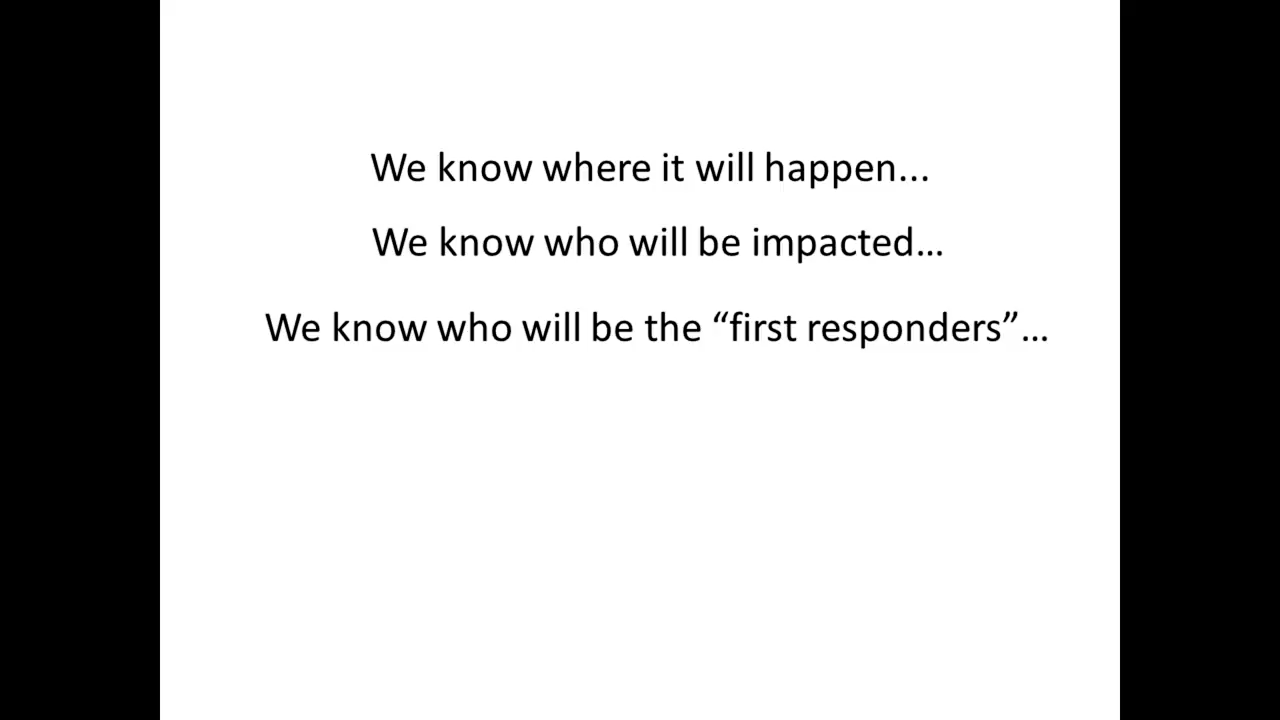 We know where it will happen...
We know who will be impacted…
We know who will be the “first responders”…